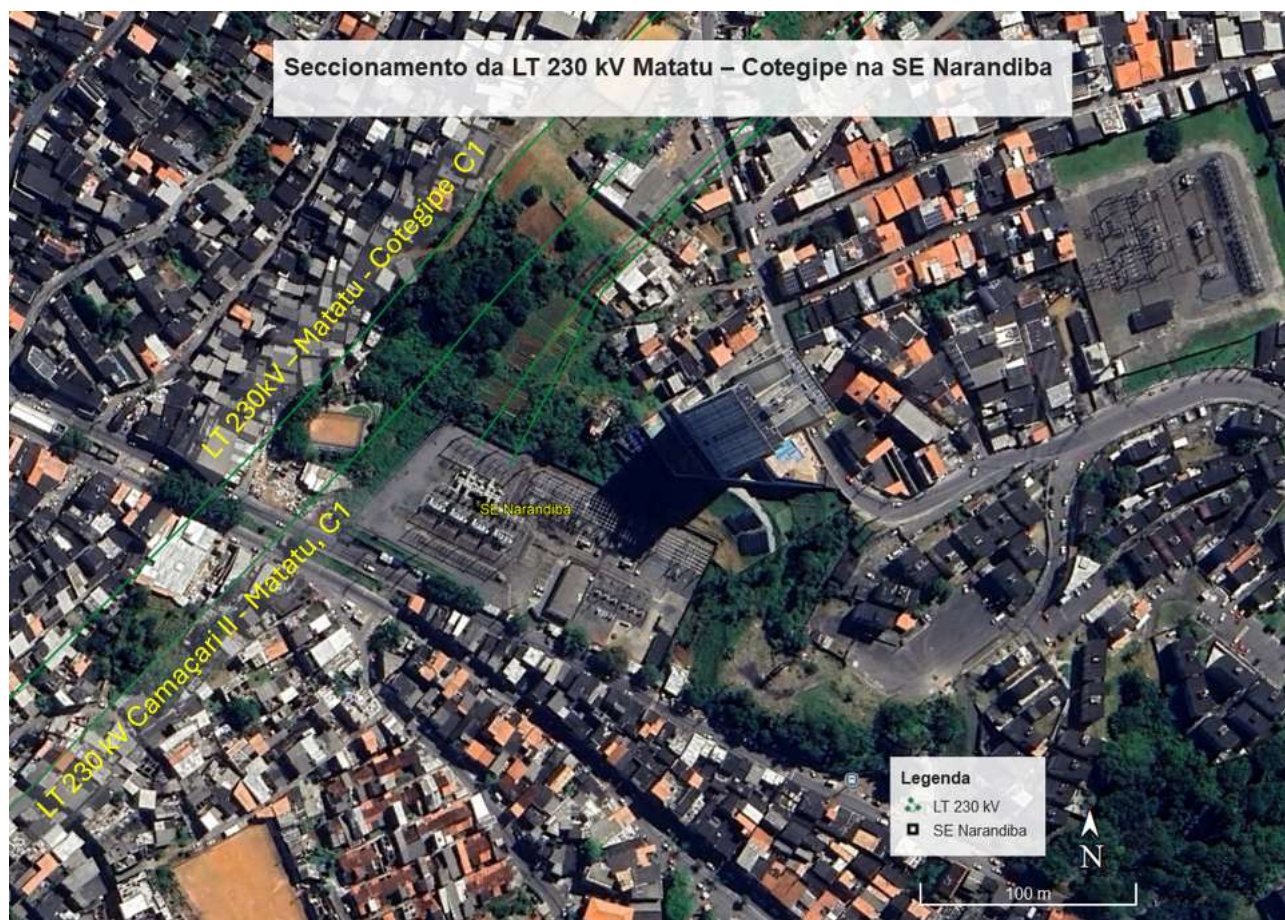 Seccionamento da LT 230 kV Matatu – Cotegipe na SE Narandiba
LT 230kV – Matatu - Cotegipe C1
SE Narandiba
LT 230 kV Camaçari II - Matatu, C1
Legenda
LT 230 kV
SE Narandiba
N
100 m